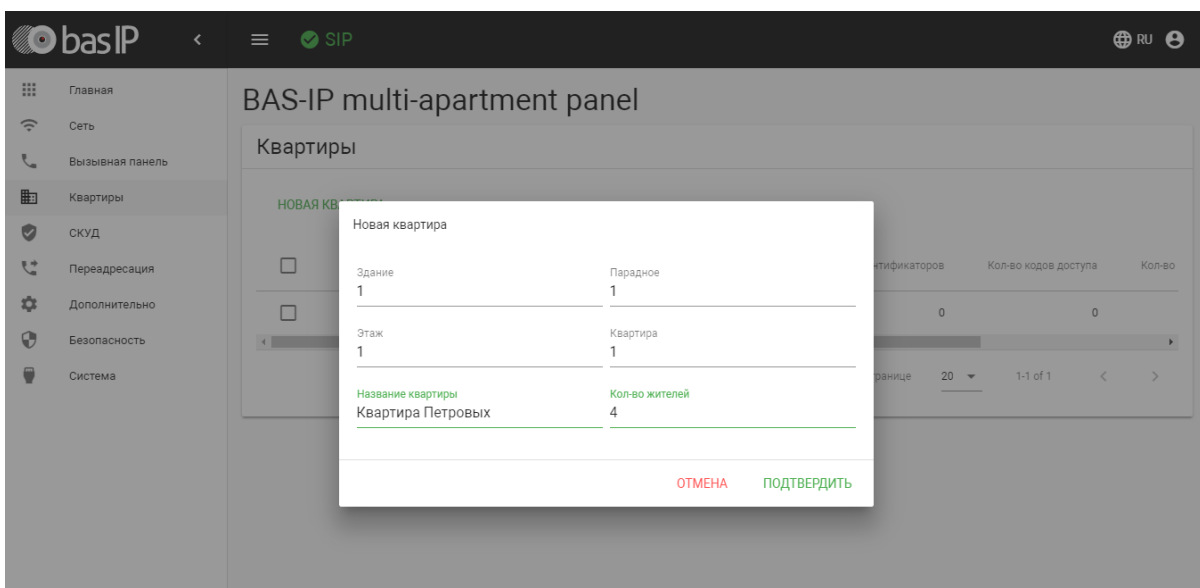 bas IP
SIP
RU
Главная
Сеть
Вызывная панель
Квартиры
СКУД
Переадресация
Дополнительно
Безопасность
Система
BAS-IP multi-apartment panel
Квартиры
НОВАЯ
Кол-во кодов доступа
Кол-во
0 0
20 1-1 of 1
Новая квартира
Здание Парадное
1 1
Этаж Квартира
1 1
Название квартиры Кол-во жителей
Квартира Петровых 4
ОТМЕНА ПОДТВЕРДИТЬ